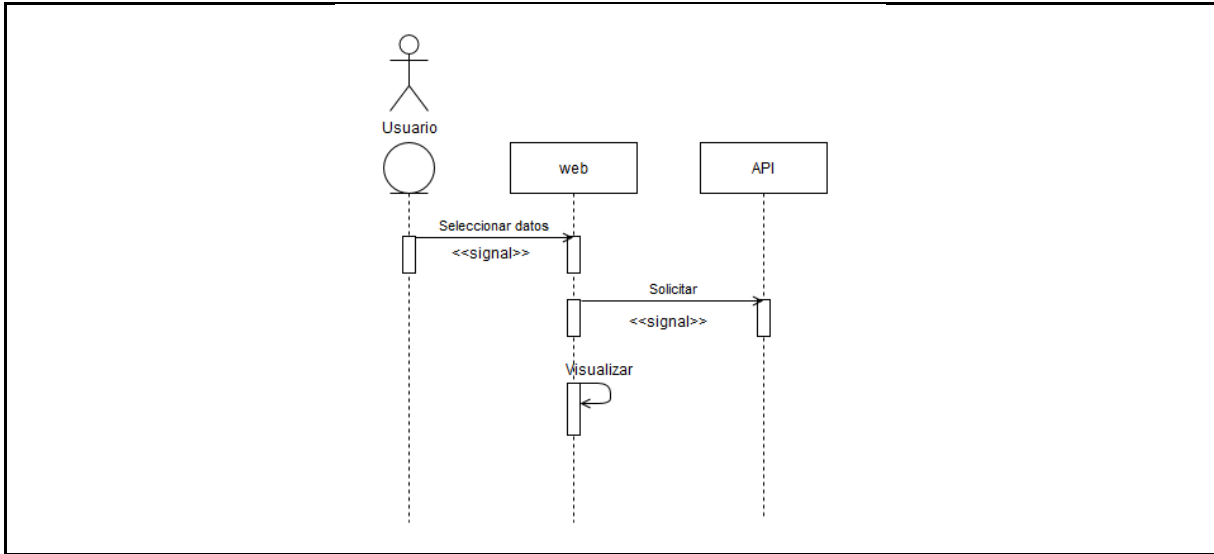 Usuario
web
API
Seleccionar datos
<<signal>>
Solicitar
<<signal>>
Visualizar